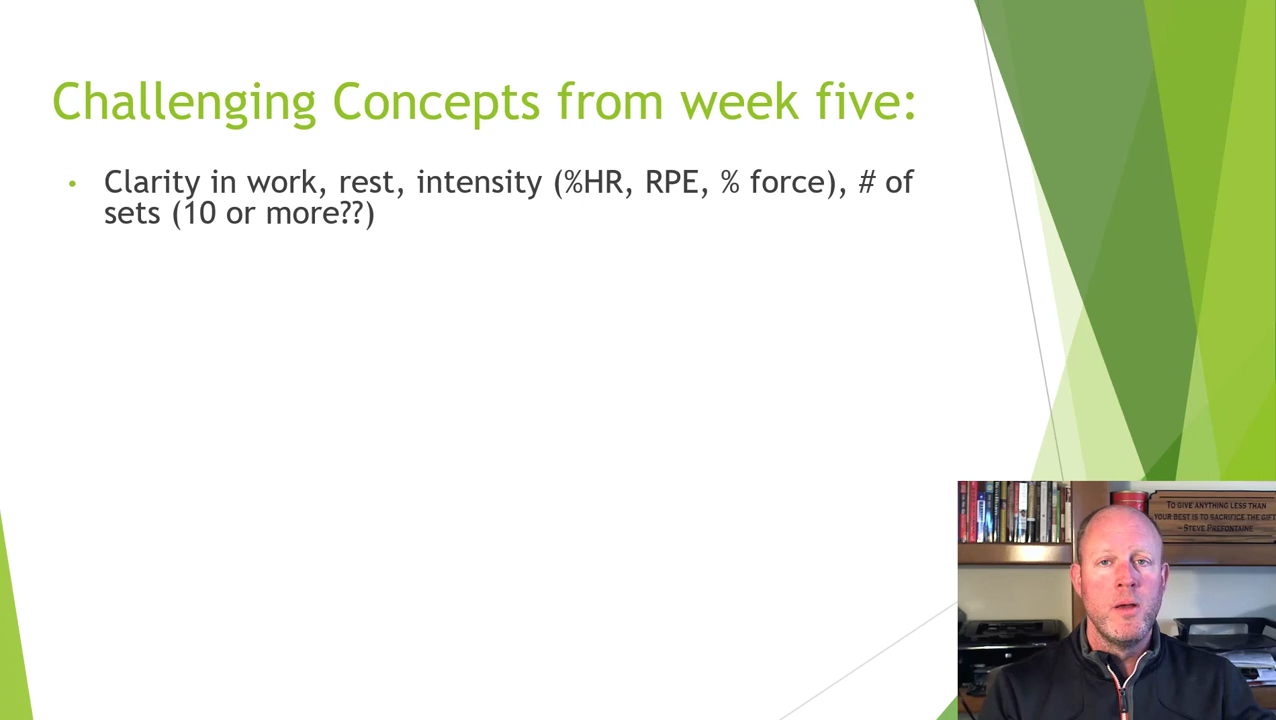 Challenging Concepts from week five:
• Clarity in work, rest, intensity (%HR, RPE, % force), # of
sets (10 or more??)
TO GIVE ANYTHING LESS THAN
YOUR BEST IS TO SACRIFICE THE GIFT
–STEVE PREFONTAINE